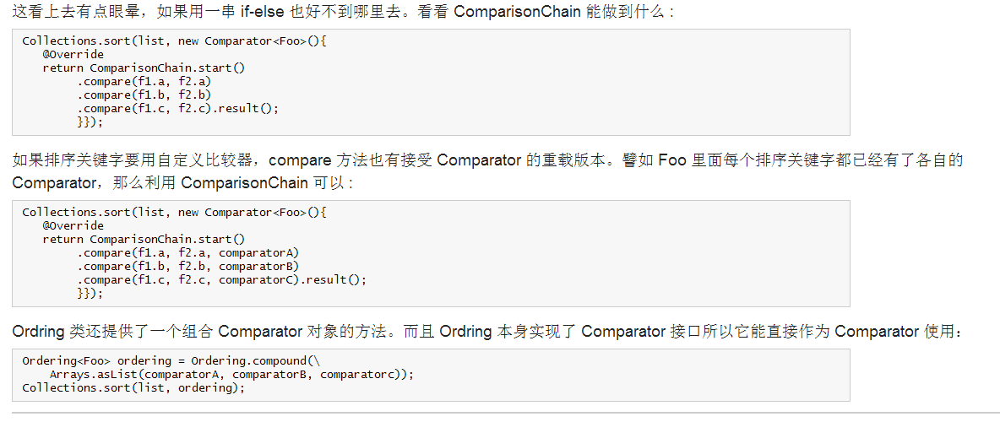 这看上去有点眼晕，如果用一串 if-else 也好不到哪里去。看看 ComparisonChain 能做到什么 :
Collections.sort(list, new Comparator<Foo>(){
@Override
return ComparisonChain.start()
.compare(f1.a, f2.a)
.compare(f1.b, f2.b)
.compare(f1.c, f2.c).result();
}});
如果排序关键字要用自定义比较器，compare 方法也有接受 Comparator 的重载版本。譬如 Foo 里面每个排序关键字都已经有了各自的
Comparator，那么利用 ComparisonChain 可以 :
Collections.sort(list, new Comparator<Foo>(){
@Override
return ComparisonChain.start()
.compare(f1.a, f2.a, comparatorA)
.compare(f1.b, f2.b, comparatorB)
.compare(f1.c, f2.c, comparatorC).result();
}});
Ordring 类还提供了一个组合 Comparator 对象的方法。而且 Ordring 本身实现了 Comparator 接口所以它能直接作为 Comparator 使用：
Ordering<Foo> ordering = Ordering.compound(\
Arrays.asList(comparatorA, comparatorB, comparatorc));
Collections.sort(list, ordering);